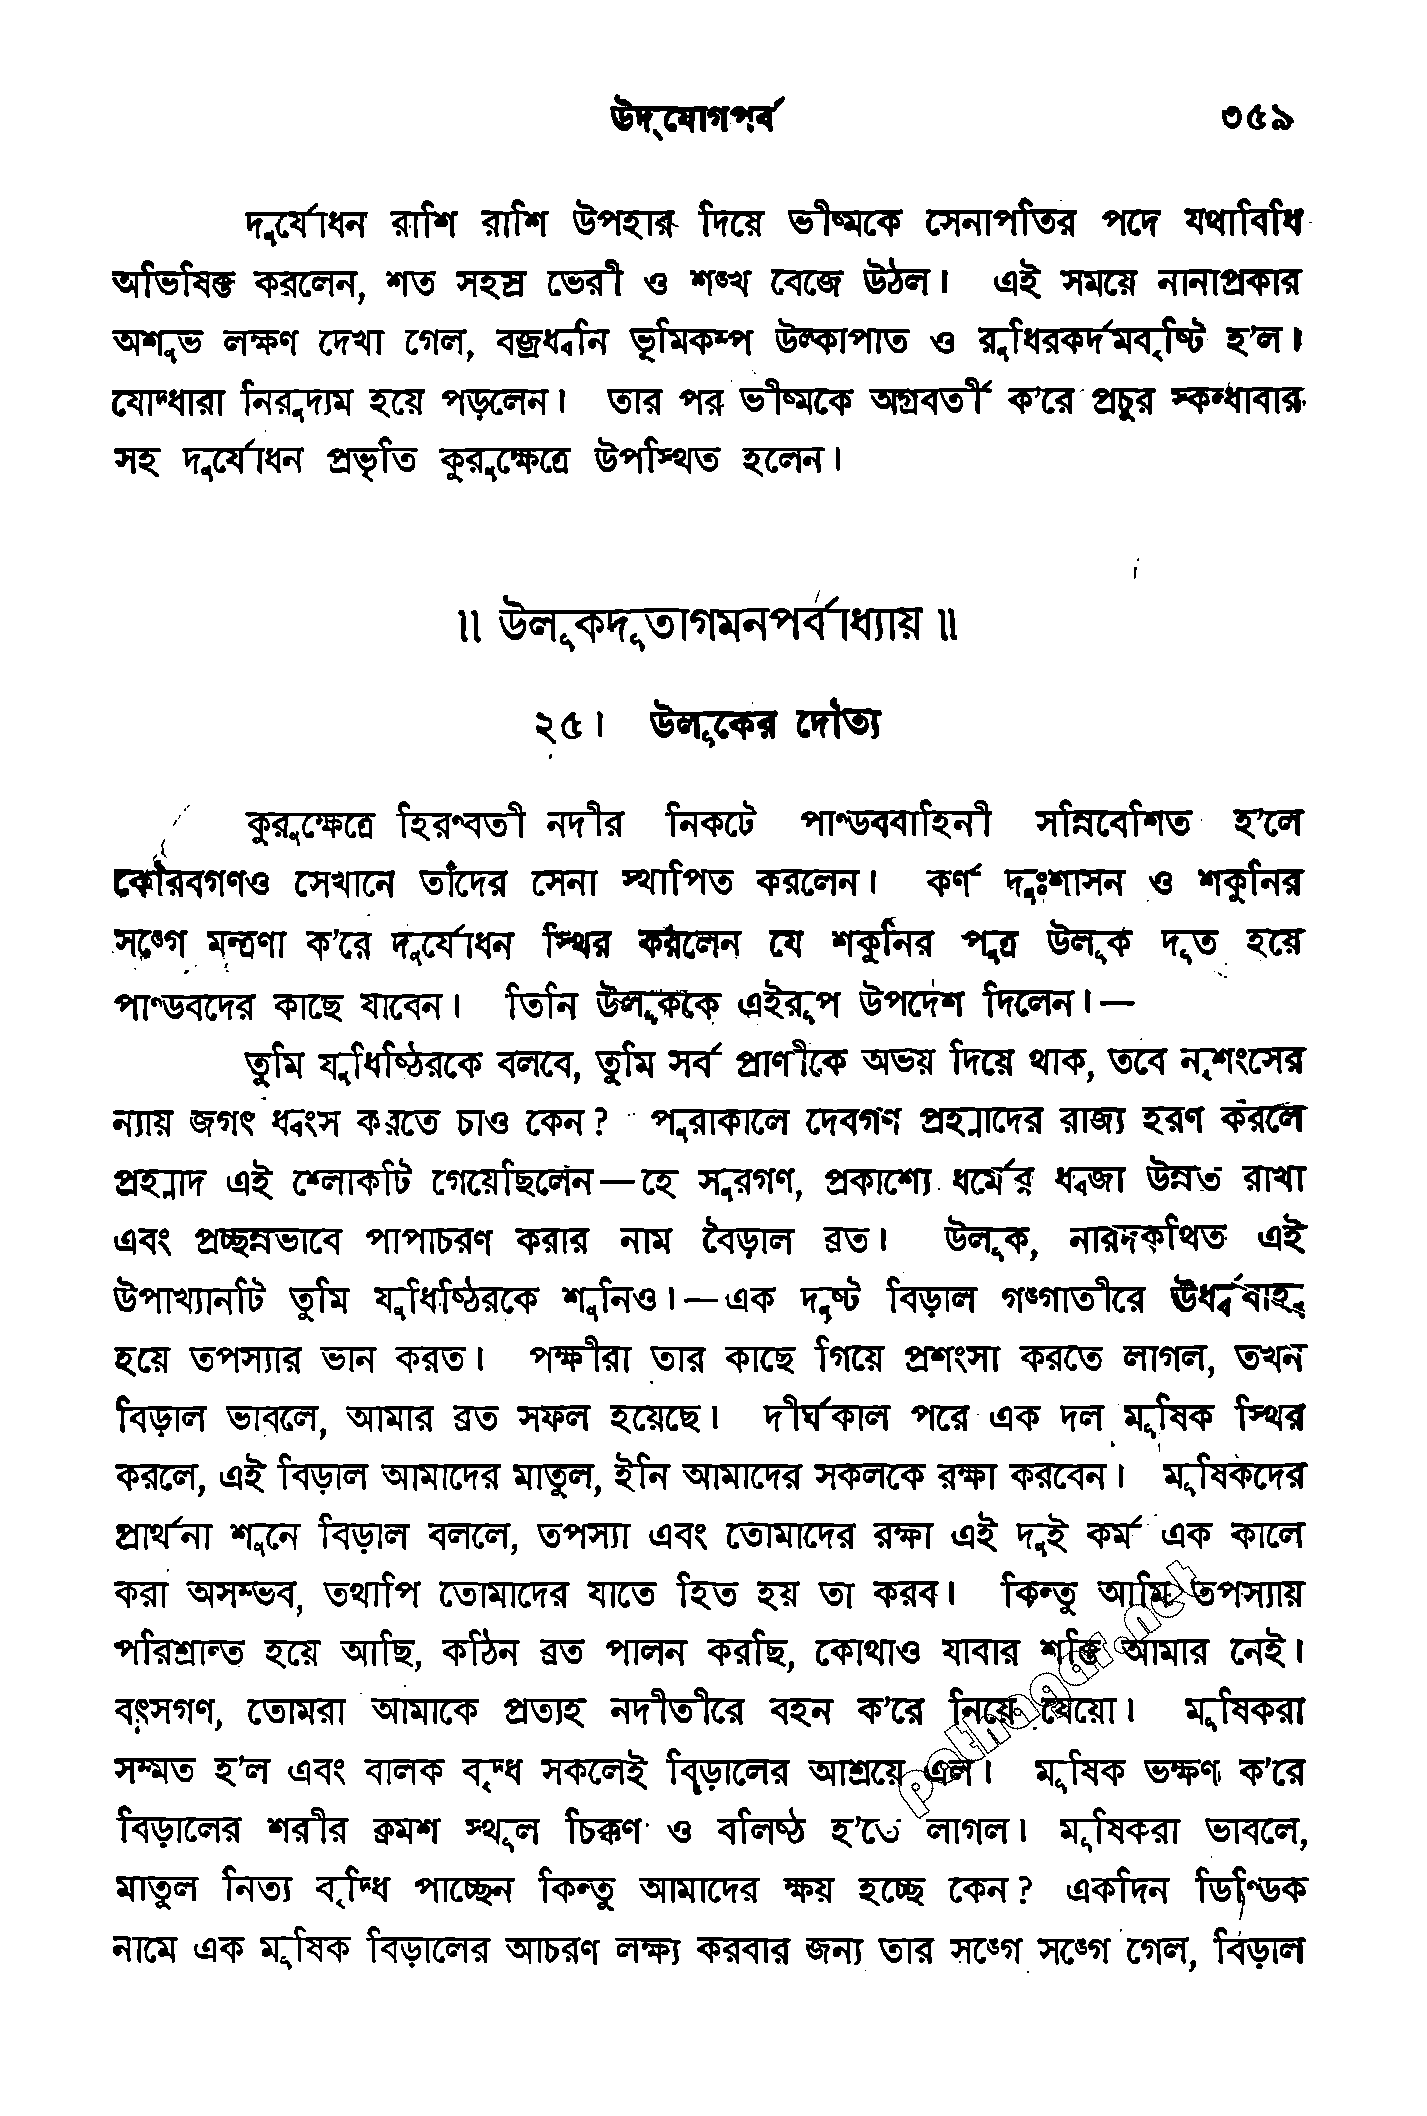 উদ্‌যোগপর্ব ৩৫৯
দুর্যোধন রাশি রাশি উপহার দিয়ে ভীষ্মকে সেনাপতির পদে যথাবিধি
অভিষিক্ত করলেন, শত সহস্র ভেরী ও শঙ্খ বেজে উঠল। এই সময়ে নানাপ্রকার
অশুভ লক্ষণ দেখা গেল, বজ্রধ্বনি ভূমিকম্প উল্কাপাত ও রুধিরকর্দমবৃষ্টি হ'ল।
যোদ্ধারা নিরুদ্যম হয়ে পড়লেন। তার পর ভীষ্মকে অগ্রবর্তী ক'রে প্রচুর স্কন্ধাবার
সহ দুর্যোধন প্রভৃতি কুরুক্ষেত্রে উপস্থিত হলেন।
॥ উলূকদূতাগমনপর্বাধ্যায় ॥
২৫। উলূকের দৌত্য
কুরুক্ষেত্রে হিরণ্বতী নদীর নিকটে পাণ্ডববাহিনী সন্নিবেশিত হ'লে
কৌরবগণও সেখানে তাঁদের সেনা স্থাপিত করলেন। কর্ণ দুঃশাসন ও শকুনির
সঙ্গে মন্ত্রণা ক'রে দুর্যোধন স্থির করলেন যে শকুনির পুত্র উলূক দূত হয়ে
পাণ্ডবদের কাছে যাবেন। তিনি উলূককে এইরূপ উপদেশ দিলেন।—
তুমি যুধিষ্ঠিরকে বলবে, তুমি সর্ব প্রাণীকে অভয় দিয়ে থাক, তবে নৃশংসের
ন্যায় জগৎ ধ্বংস করতে চাও কেন? পুরাকালে দেবগণ প্রহ্লাদের রাজ্য হরণ করলে
প্রহ্লাদ এই শ্লোকটি গেয়েছিলেন—হে সুরগণ, প্রকাশ্যে ধর্মের ধ্বজা উন্নত রাখা
এবং প্রচ্ছন্নভাবে পাপাচরণ করার নাম বৈড়াল ব্রত। উলূক, নারদকথিত এই
উপাখ্যানটি তুমি যুধিষ্ঠিরকে শুনিও।—এক দুষ্ট বিড়াল গঙ্গাতীরে ঊর্ধ্ববাহু
হয়ে তপস্যার ভান করত। পক্ষীরা তার কাছে গিয়ে প্রশংসা করতে লাগল, তখন
বিড়াল ভাবলে, আমার ব্রত সফল হয়েছে। দীর্ঘকাল পরে এক দল মূষিক স্থির
করলে, এই বিড়াল আমাদের মাতুল, ইনি আমাদের সকলকে রক্ষা করবেন। মূষিকদের
প্রার্থনা শুনে বিড়াল বললে, তপস্যা এবং তোমাদের রক্ষা এই দুই কর্ম এক কালে
করা অসম্ভব, তথাপি তোমাদের যাতে হিত হয় তা করব। কিন্তু আমি তপস্যায়
পরিশ্রান্ত হয়ে আছি, কঠিন ব্রত পালন করছি, কোথাও যাবার শক্তি আমার নেই।
বৎসগণ, তোমরা আমাকে প্রত্যহ নদীতীরে বহন ক'রে নিয়ে যেয়ো। মূষিকরা
সম্মত হ'ল এবং বালক বৃদ্ধ সকলেই বিড়ালের আশ্রয়ে এল। মূষিক ভক্ষণ ক'রে
বিড়ালের শরীর ক্রমশ স্থূল চিক্কণ ও বলিষ্ঠ হ'তে লাগল। মূষিকরা ভাবলে,
মাতুল নিত্য বৃদ্ধি পাচ্ছেন কিন্তু আমাদের ক্ষয় হচ্ছে কেন? একদিন ডিণ্ডিক
নামে এক মূষিক বিড়ালের আচরণ লক্ষ্য করবার জন্য তার সঙ্গে সঙ্গে গেল, বিড়াল
pathagar.net